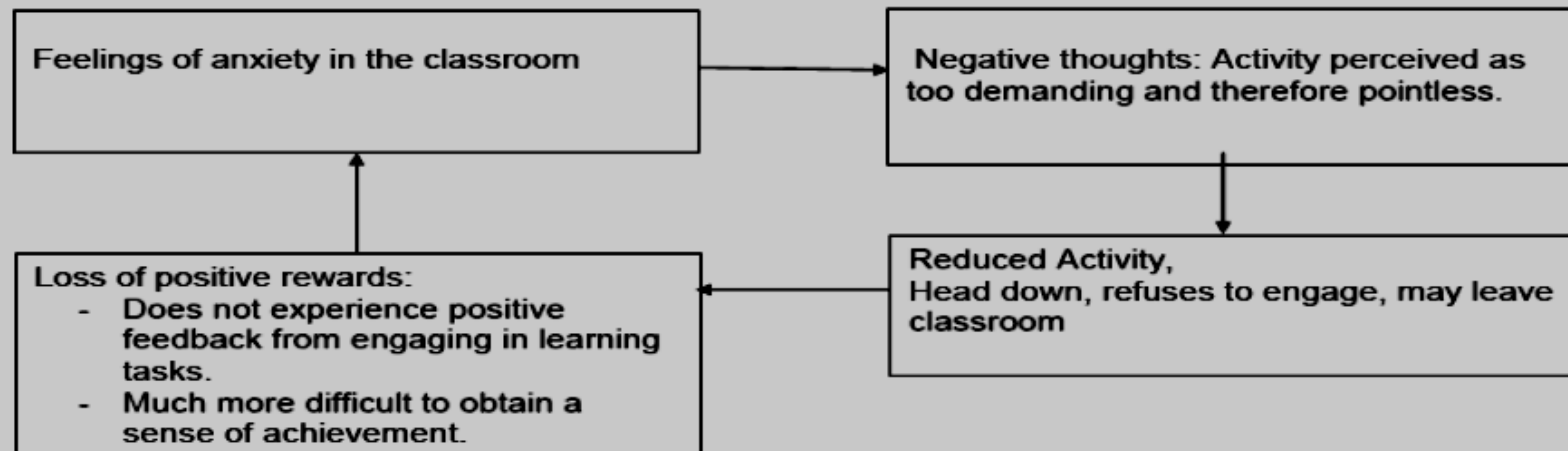 Feelings of anxiety in the classroom
Negative thoughts: Activity perceived as
too demanding and therefore pointless.
Reduced Activity,
Head down, refuses to engage, may leave
classroom
Loss of positive rewards:
- Does not experience positive
feedback from engaging in learning
tasks.
- Much more difficult to obtain a
sense of achievement.